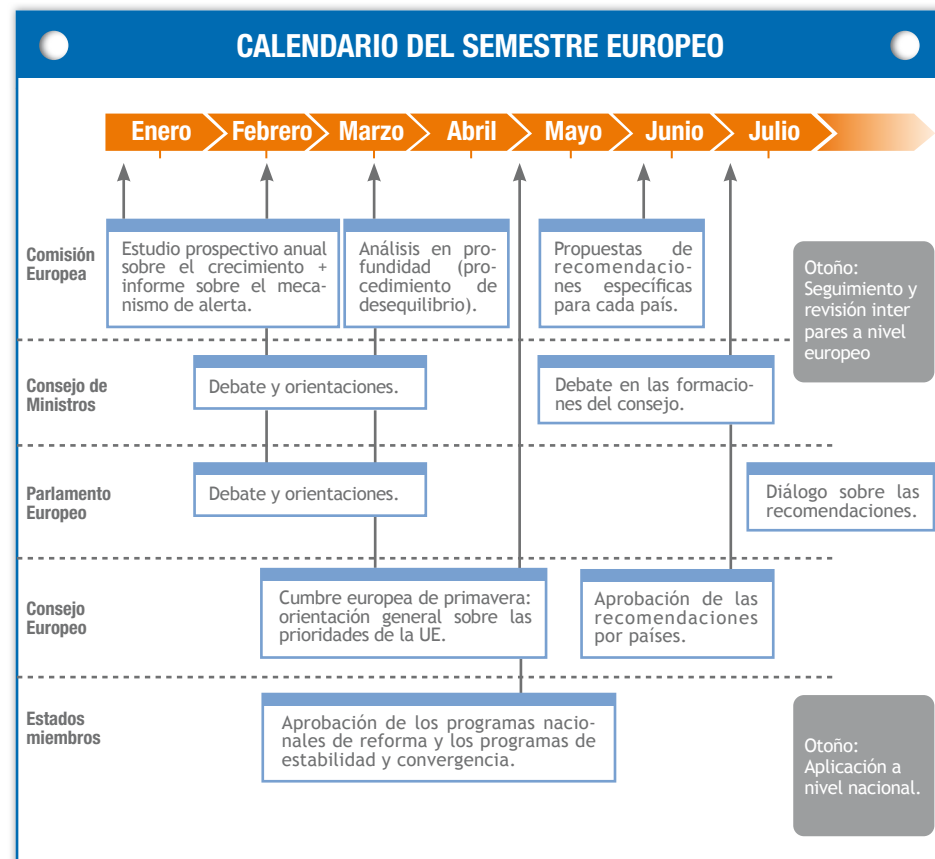 CALENDARIO DEL SEMESTRE EUROPEO
Enero Febrero Marzo Abril Mayo Junio Julio
Comisión
Europea
Estudio prospectivo anual
sobre el crecimiento +
informe sobre el meca-
nismo de alerta.
Análisis en pro-
fundidad (pro-
cedimiento de
desequilibrio).
Propuestas de
recomendacio-
nes específicas
para cada país.
Otoño:
Seguimiento y
revisión inter
pares a nivel
europeo
Consejo de
Ministros
Debate y orientaciones.
Debate en las formacio-
nes del consejo.
Parlamento
Europeo
Debate y orientaciones.
Diálogo sobre las
recomendaciones.
Consejo
Europeo
Cumbre europea de primavera:
orientación general sobre las
prioridades de la UE.
Aprobación de las
recomendaciones
por países.
Estados
miembros
Aprobación de los programas nacio-
nales de reforma y los programas de
estabilidad y convergencia.
Otoño:
Aplicación a
nivel nacional.